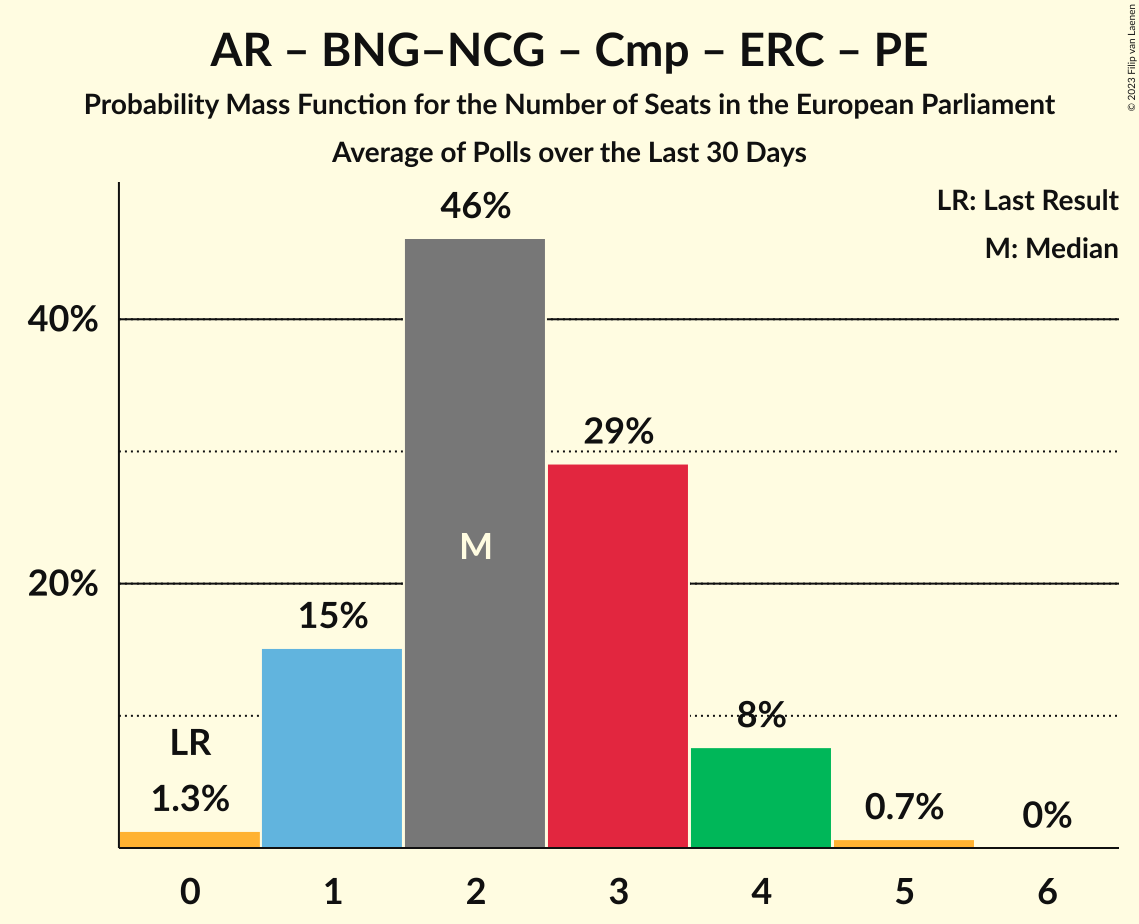 AR – BNG–NCG – Cmp – ERC – PE
Probability Mass Function for the Number of Seats in the European Parliament
Average of Polls over the Last 30 Days
© 2023 Filip van Laenen
LR: Last Result
M: Median
46%
40%
29%
M
20%
15%
8%
LR
1.3%
0.7%
0%
0 1 2 3 4 5 6